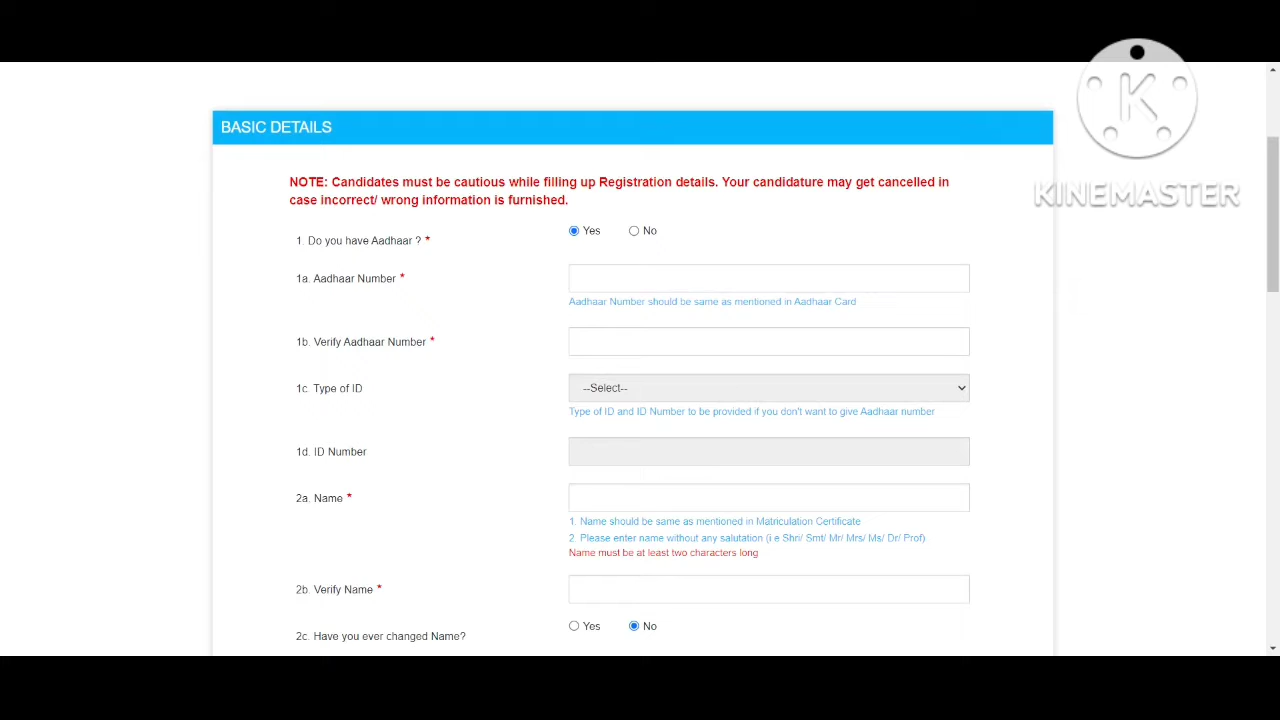 KINEMASTER
BASIC DETAILS
NOTE: Candidates must be cautious while filling up Registration details. Your candidature may get cancelled in
case incorrect/ wrong information is furnished.
1. Do you have Aadhaar ? * Yes No
1a. Aadhaar Number *
Aadhaar Number should be same as mentioned in Aadhaar Card
1b. Verify Aadhaar Number *
1c. Type of ID --Select--
Type of ID and ID Number to be provided if you don't want to give Aadhaar number
1d. ID Number
2a. Name *
1. Name should be same as mentioned in Matriculation Certificate
2. Please enter name without any salutation (i e Shri/ Smt/ Mr/ Mrs/ Ms/ Dr/ Prof)
Name must be at least two characters long
2b. Verify Name *
2c. Have you ever changed Name? Yes No